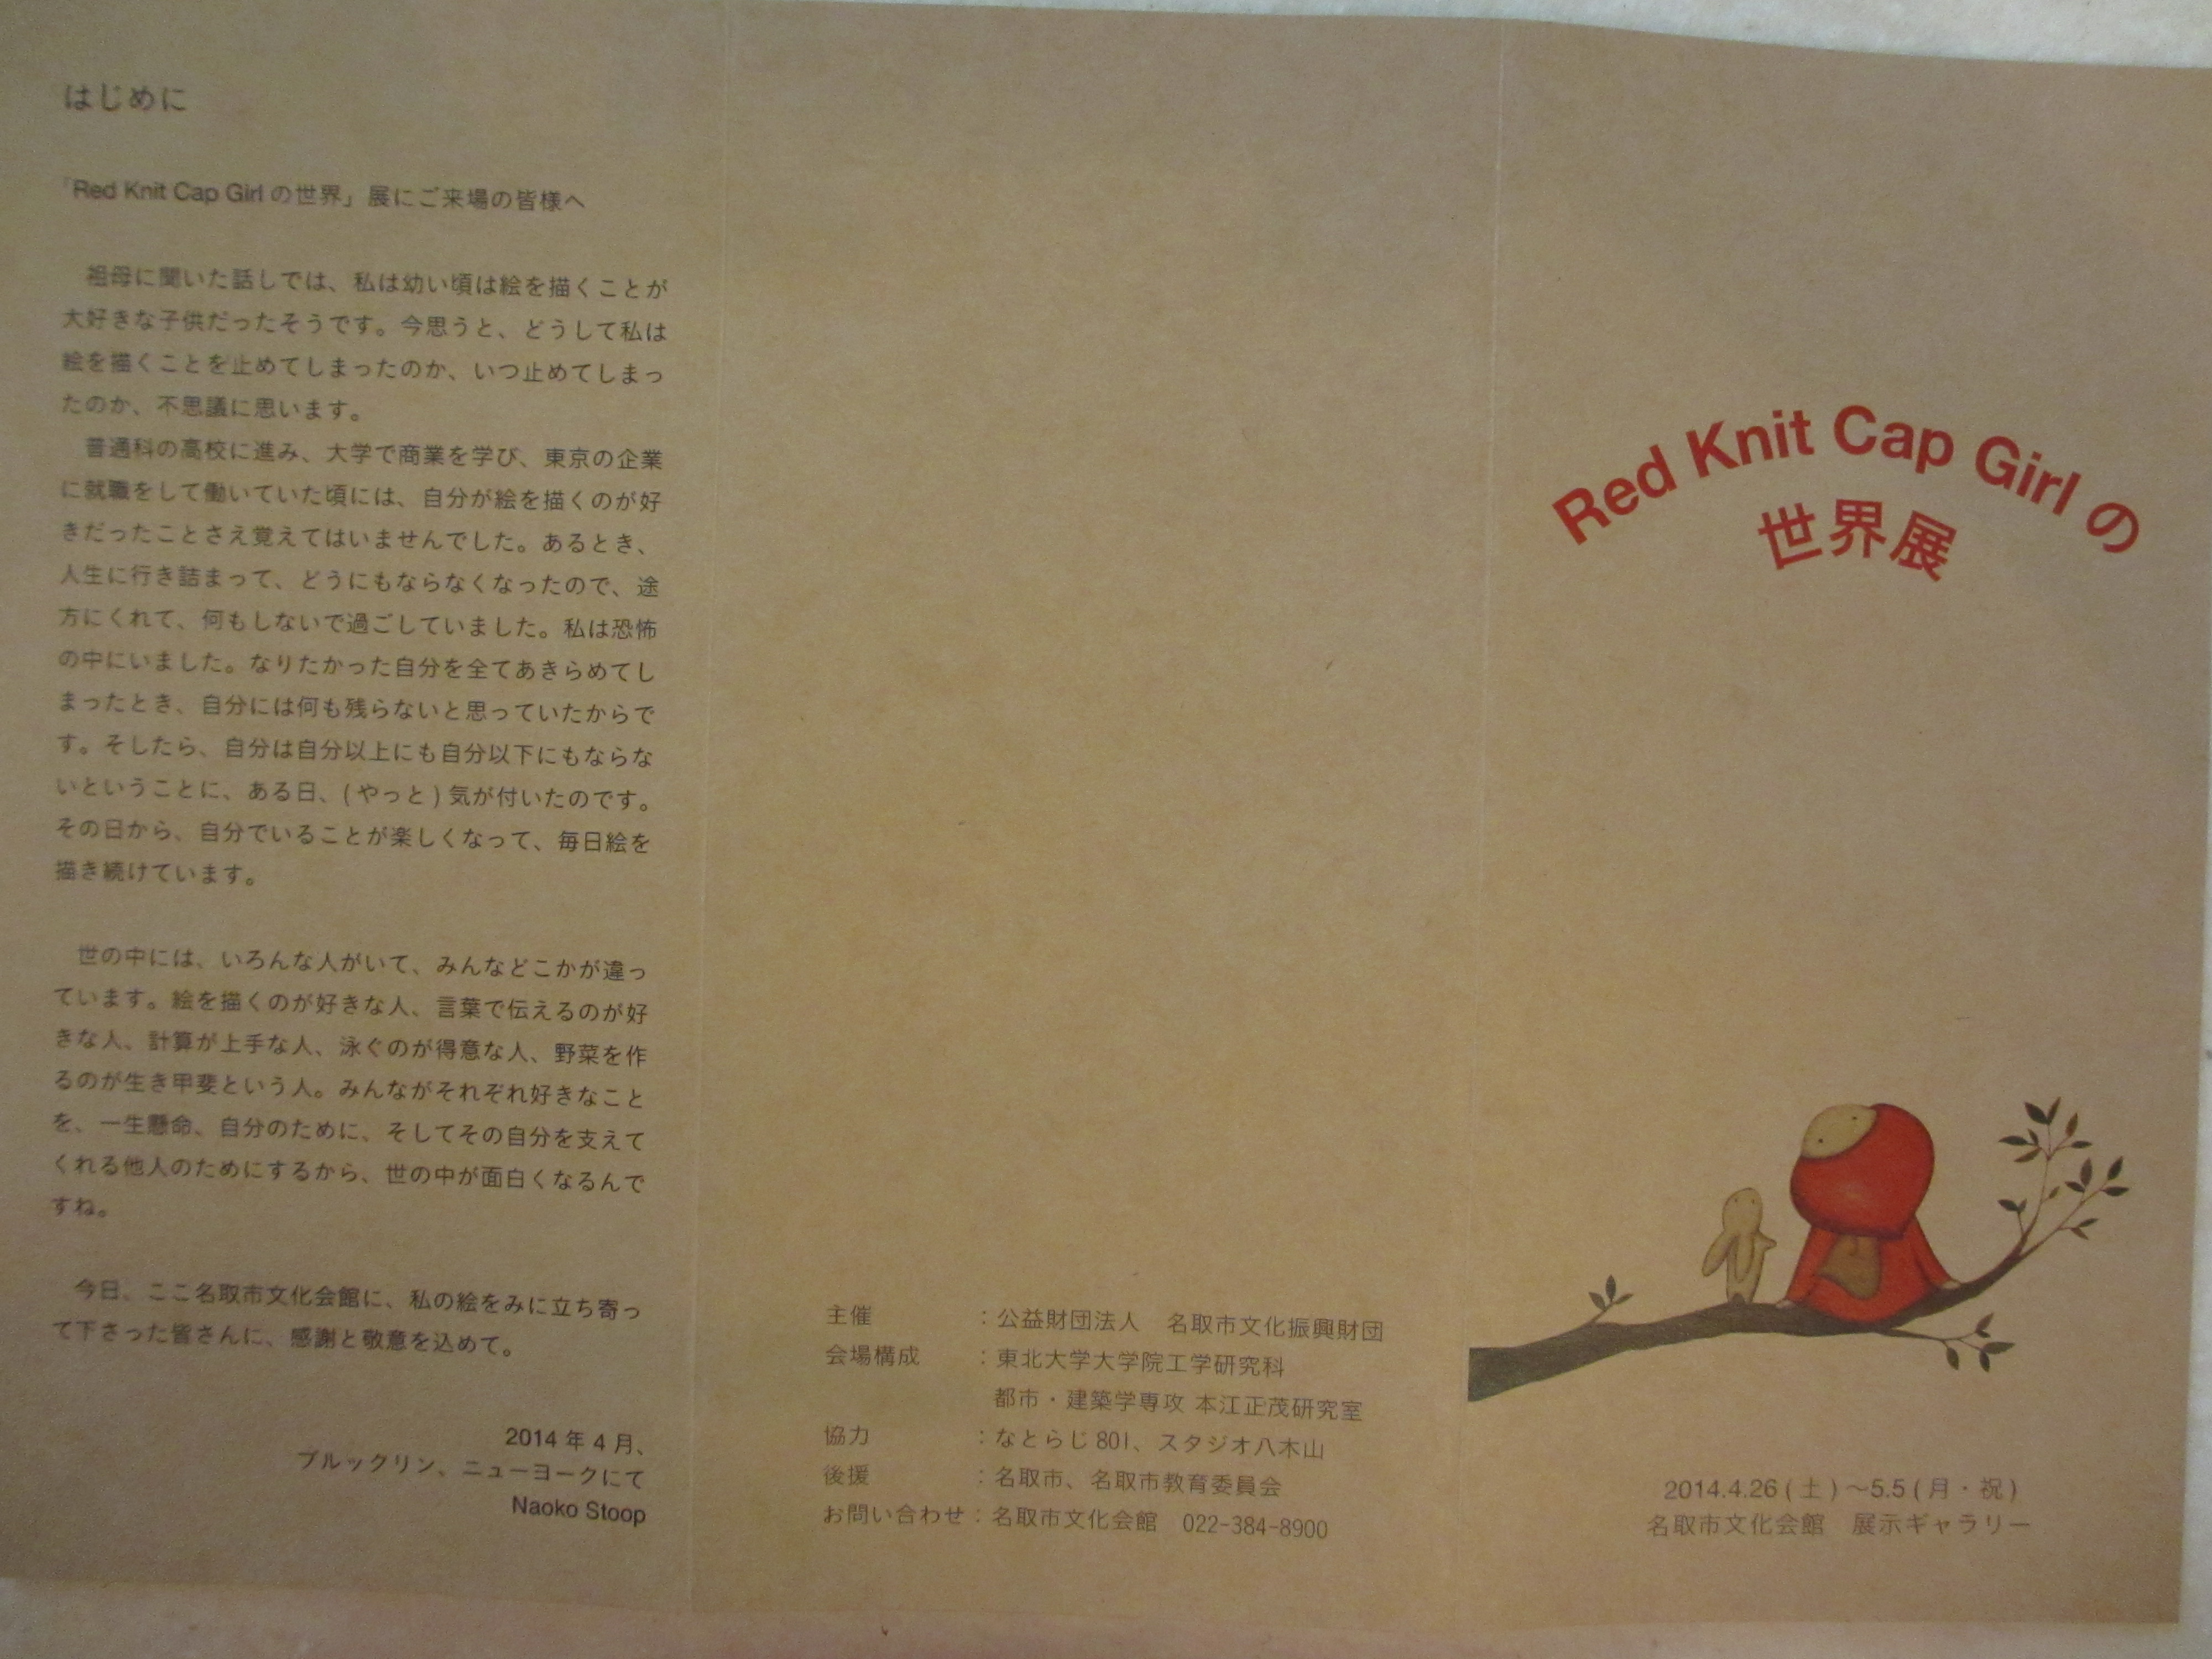 はじめに
「Red Knit Cap Girl の世界」展にご来場の皆様へ
祖母に聞いた話しでは、私は幼い頃は絵を描くことが
大好きな子供だったそうです。今思うと、どうして私は
絵を描くことを止めてしまったのか、いつ止めてしまっ
たのか、不思議に思います。
普通科の高校に進み、大学で商業を学び、東京の企業
に就職をして働いていた頃には、自分が絵を描くのが好
きだったことさえ覚えてはいませんでした。あるとき、
人生に行き詰まって、どうにもならなくなったので、途
方にくれて、何もしないで過ごしていました。私は恐怖
の中にいました。なりたかった自分を全てあきらめてし
まったとき、自分には何も残らないと思っていたからで
す。そしたら、自分は自分以上にも自分以下にもならな
いということに、ある日、(やっと)気が付いたのです。
その日から、自分でいることが楽しくなって、毎日絵を
描き続けています。
世の中には、いろんな人がいて、みんなどこかが違っ
ています。絵を描くのが好きな人、言葉で伝えるのが好
きな人、計算が上手な人、泳ぐのが得意な人、野菜を作
るのが生き甲斐という人。みんながそれぞれ好きなこと
を、一生懸命、自分のために、そしてその自分を支えて
くれる他人のためにするから、世の中が面白くなるんで
すね。
今日、ここ名取市文化会館に、私の絵をみに立ち寄っ
て下さった皆さんに、感謝と敬意を込めて。
2014 年 4 月、
ブルックリン、ニューヨークにて
Naoko Stoop
主催 ：公益財団法人 名取市文化振興財団
会場構成 ：東北大学大学院工学研究科
都市・建築学専攻 本江正茂研究室
協力 ：なとらじ 801、スタジオ八木山
後援 ：名取市、名取市教育委員会
お問い合わせ：名取市文化会館 022-384-8900
Red Knit Cap Girl の
世界展
2014.4.26 (土) ～5.5 (月・祝)
名取市文化会館 展示ギャラリー